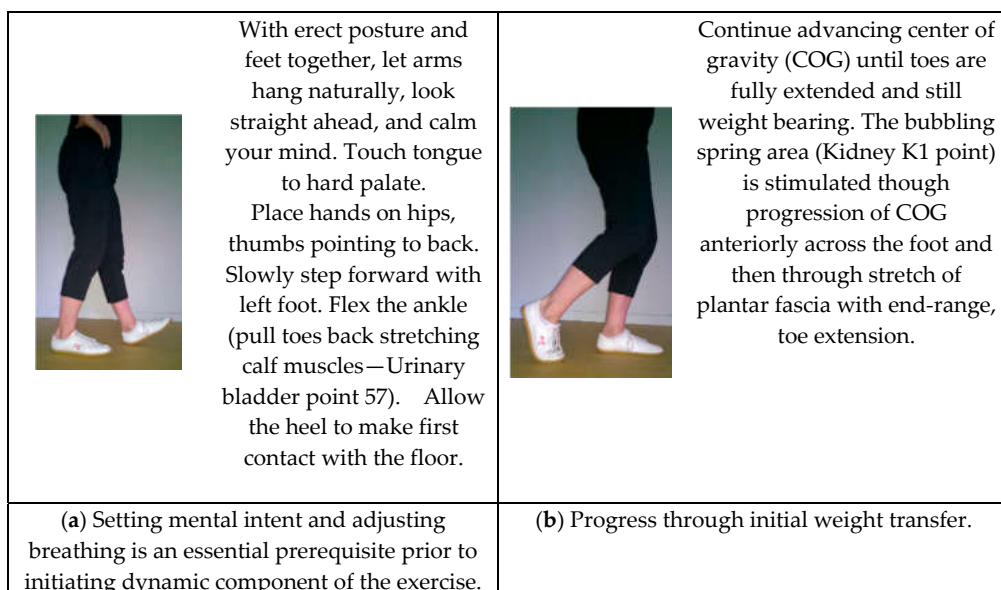 With erect posture and
feet together, let arms
hang naturally, look
straight ahead, and calm
your mind. Touch tongue
to hard palate.
Place hands on hips,
thumbs pointing to back.
Slowly step forward with
left foot. Flex the ankle
(pull toes back stretching
calf muscles—Urinary
bladder point 57). Allow
the heel to make first
contact with the floor.
Continue advancing center of
gravity (COG) until toes are
fully extended and still
weight bearing. The bubbling
spring area (Kidney K1 point)
is stimulated though
progression of COG
anteriorly across the foot and
then through stretch of
plantar fascia with end-range,
toe extension.
(a) Setting mental intent and adjusting
breathing is an essential prerequisite prior to
initiating dynamic component of the exercise.
(b) Progress through initial weight transfer.